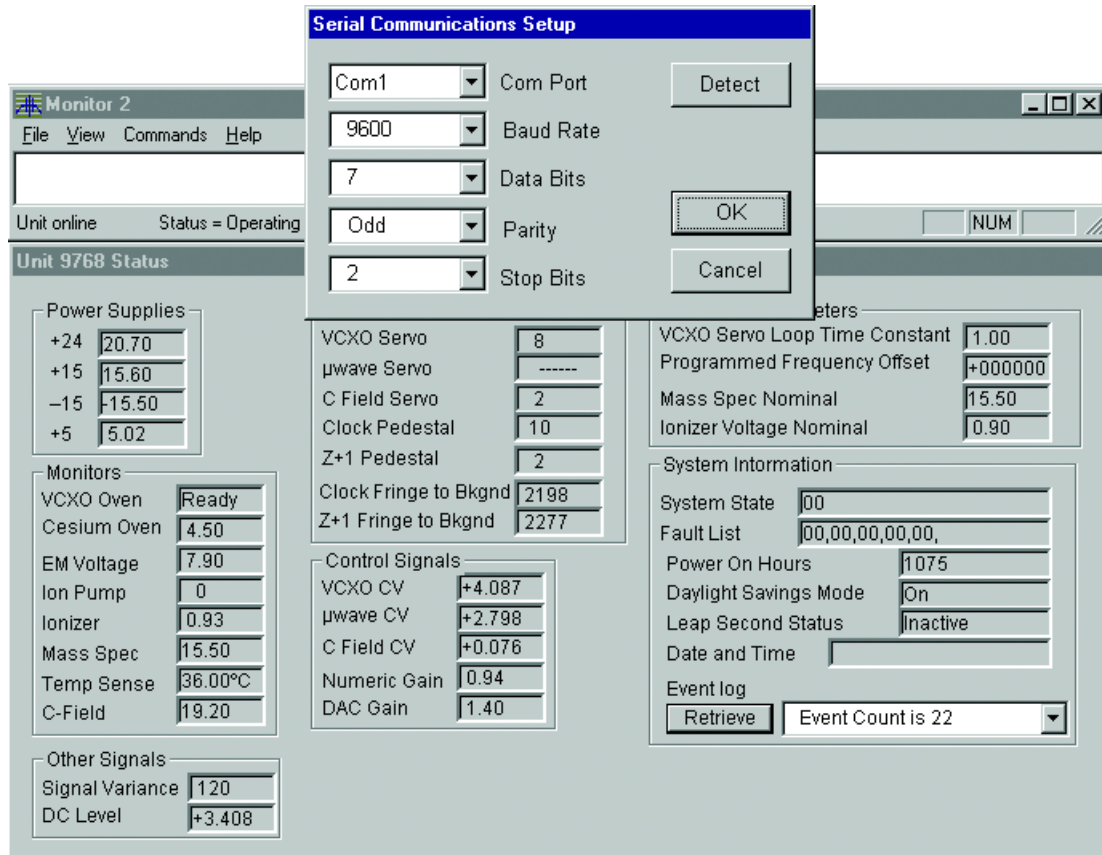 Serial Communications Setup
Com1 Com Port Detect
9600 Baud Rate
7 Data Bits
Odd Parity OK
2 Stop Bits Cancel
Monitor 2
File View Commands Help
Unit online Status = Operating NUM
Unit 9768 Status
Power Supplies
+24 20.70
+15 15.60
–15 -15.50
+5 5.02
Monitors
VCXO Oven Ready
Cesium Oven 4.50
EM Voltage 7.90
Ion Pump 0
Ionizer 0.93
Mass Spec 15.50
Temp Sense 36.00°C
C-Field 19.20
Other Signals
Signal Variance 120
DC Level +3.408
VCXO Servo 8
µwave Servo ------
C Field Servo 2
Clock Pedestal 10
Z+1 Pedestal 2
Clock Fringe to Bkgnd 2198
Z+1 Fringe to Bkgnd 2277
Control Signals
VCXO CV +4.087
µwave CV +2.798
C Field CV +0.076
Numeric Gain 0.94
DAC Gain 1.40
eters
VCXO Servo Loop Time Constant 1.00
Programmed Frequency Offset +000000
Mass Spec Nominal 15.50
Ionizer Voltage Nominal 0.90
System Intormation
System State 00
Fault List 00,00,00,00,00,
Power On Hours 1075
Daylight Savings Mode On
Leap Second Status Inactive
Date and Time
Event log
Retrieve Event Count is 22